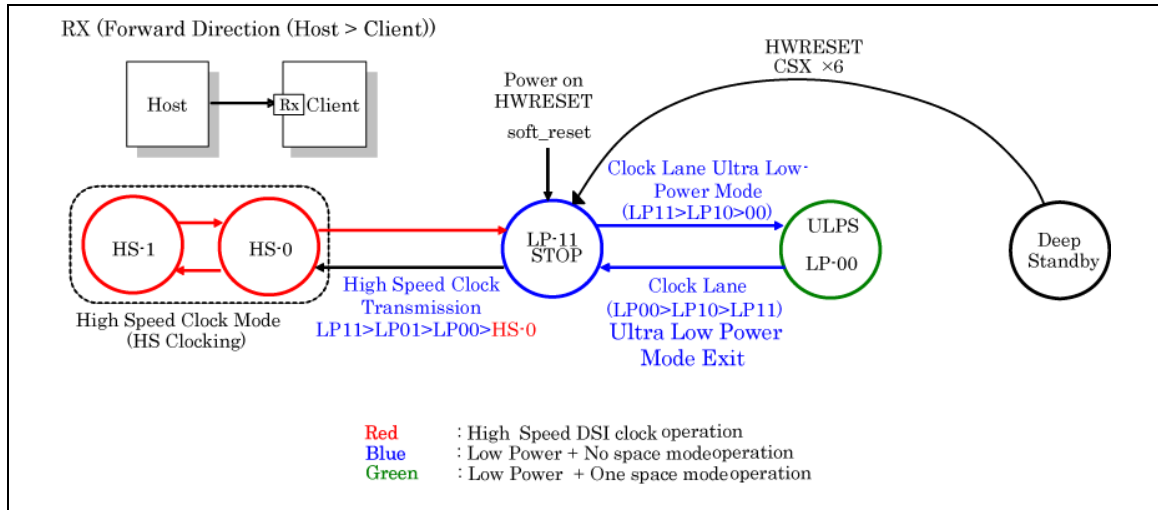 RX (Forward Direction (Host > Client))
Host
Rx
Client
Power on
HWRESET
soft_reset
HWRESET
CSX ×6
Clock Lane Ultra Low-
Power Mode
(LP11>LP10>00)
HS-1
HS-0
LP-11
STOP
ULPS
LP-00
Deep
Standby
High Speed Clock
Transmission
LP11>LP01>LP00>HS-0
Clock Lane
(LP00>LP10>LP11)
Ultra Low Power
Mode Exit
High Speed Clock Mode
(HS Clocking)
Red : High Speed DSI clock operation
Blue : Low Power + No space mode operation
Green : Low Power + One space mode operation